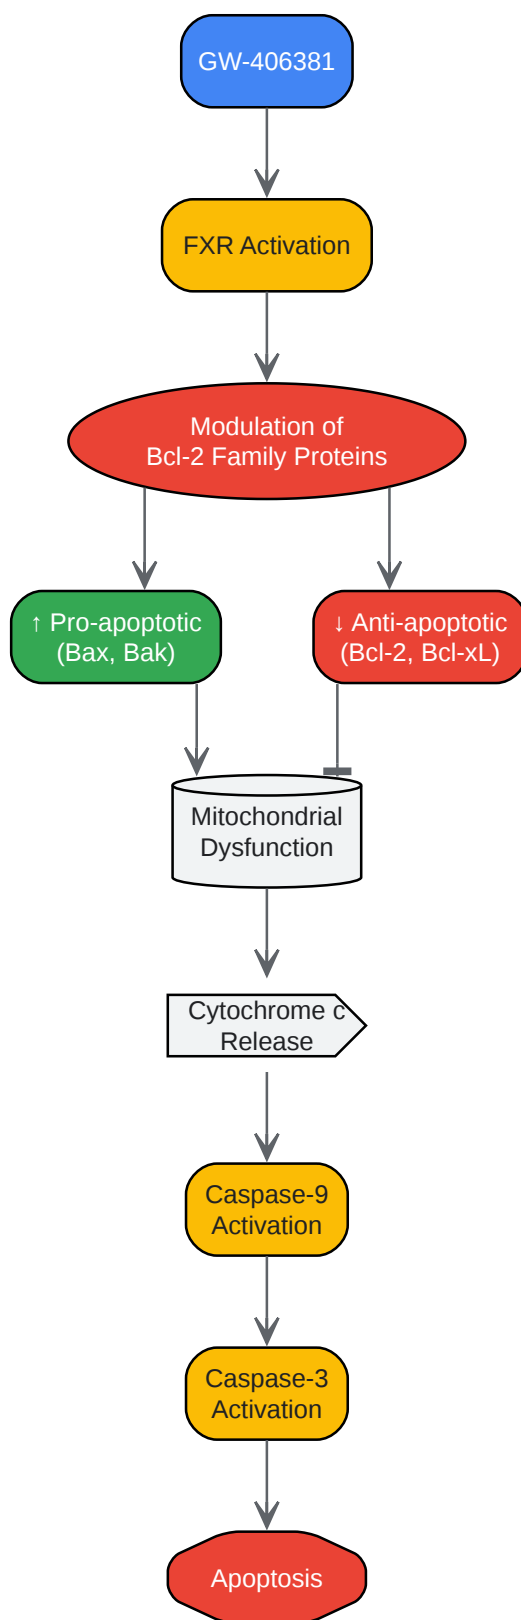 GW-406381
FXR Activation
Modulation of
Bcl-2 Family Proteins
↑ Pro-apoptotic
(Bax, Bak)
↓ Anti-apoptotic
(Bcl-2, Bcl-xL)
Mitochondrial
Dysfunction
Cytochrome c
Release
Caspase-9
Activation
Caspase-3
Activation
Apoptosis